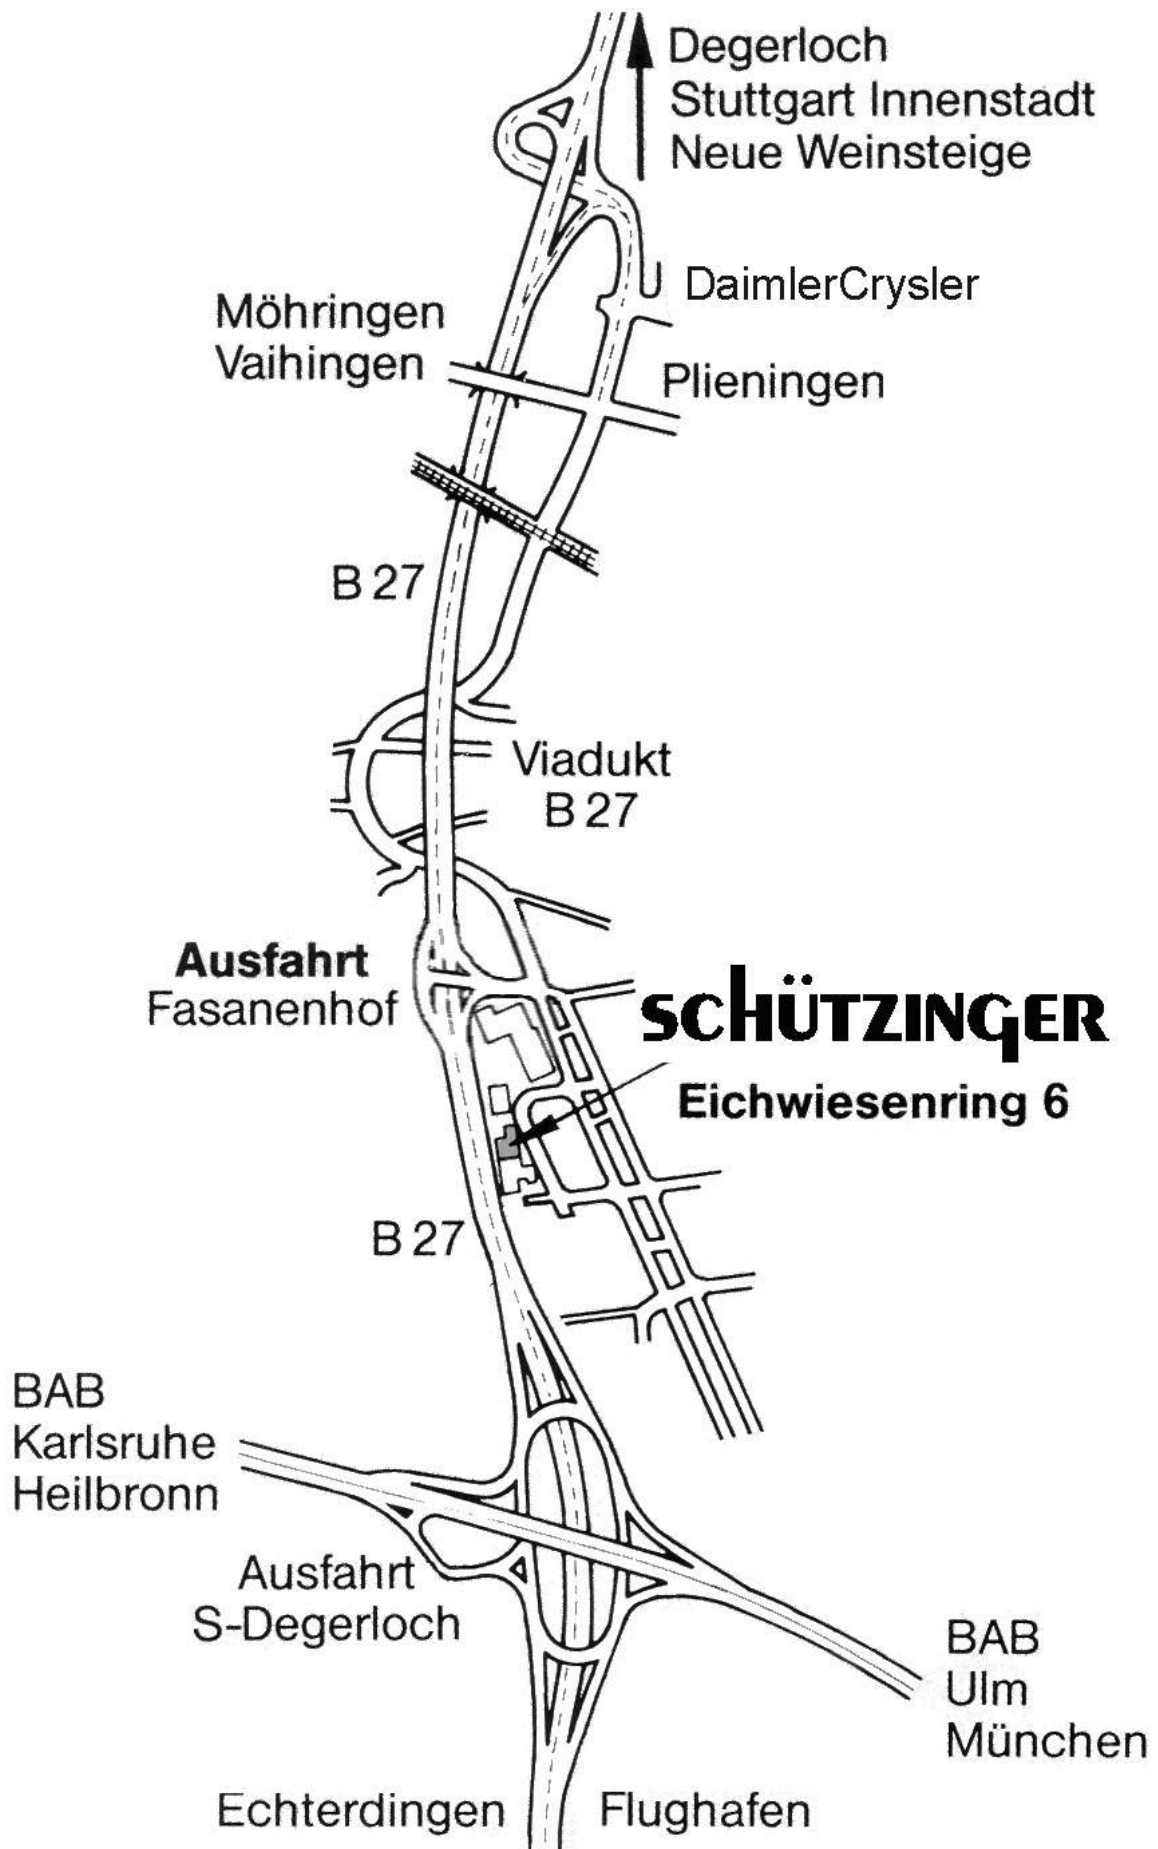 Degerloch
Stuttgart Innenstadt
Neue Weinsteige
DaimlerCrysler
Möhringen
Vaihingen
Plieningen
B 27
Viadukt
B 27
Ausfahrt
Fasanenhof
SCHÜTZINGER
Eichwiesenring 6
B 27
BAB
Karlsruhe
Heilbronn
Ausfahrt
S-Degerloch
BAB
Ulm
München
Echterdingen
Flughafen